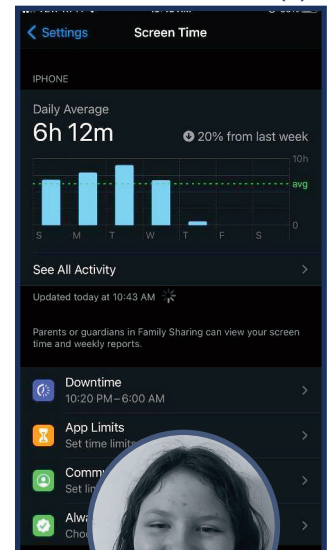 Settings
Screen Time
IPHONE
Daily Average
6h 12m
20% from last week
10h
avg
0
S M T W T F S
See All Activity
Updated today at 10:43 AM
Parents or guardians in Family Sharing can view your screen
time and weekly reports.
Downtime
10:20 PM–6:00 AM
App Limits
Set time limits
Set